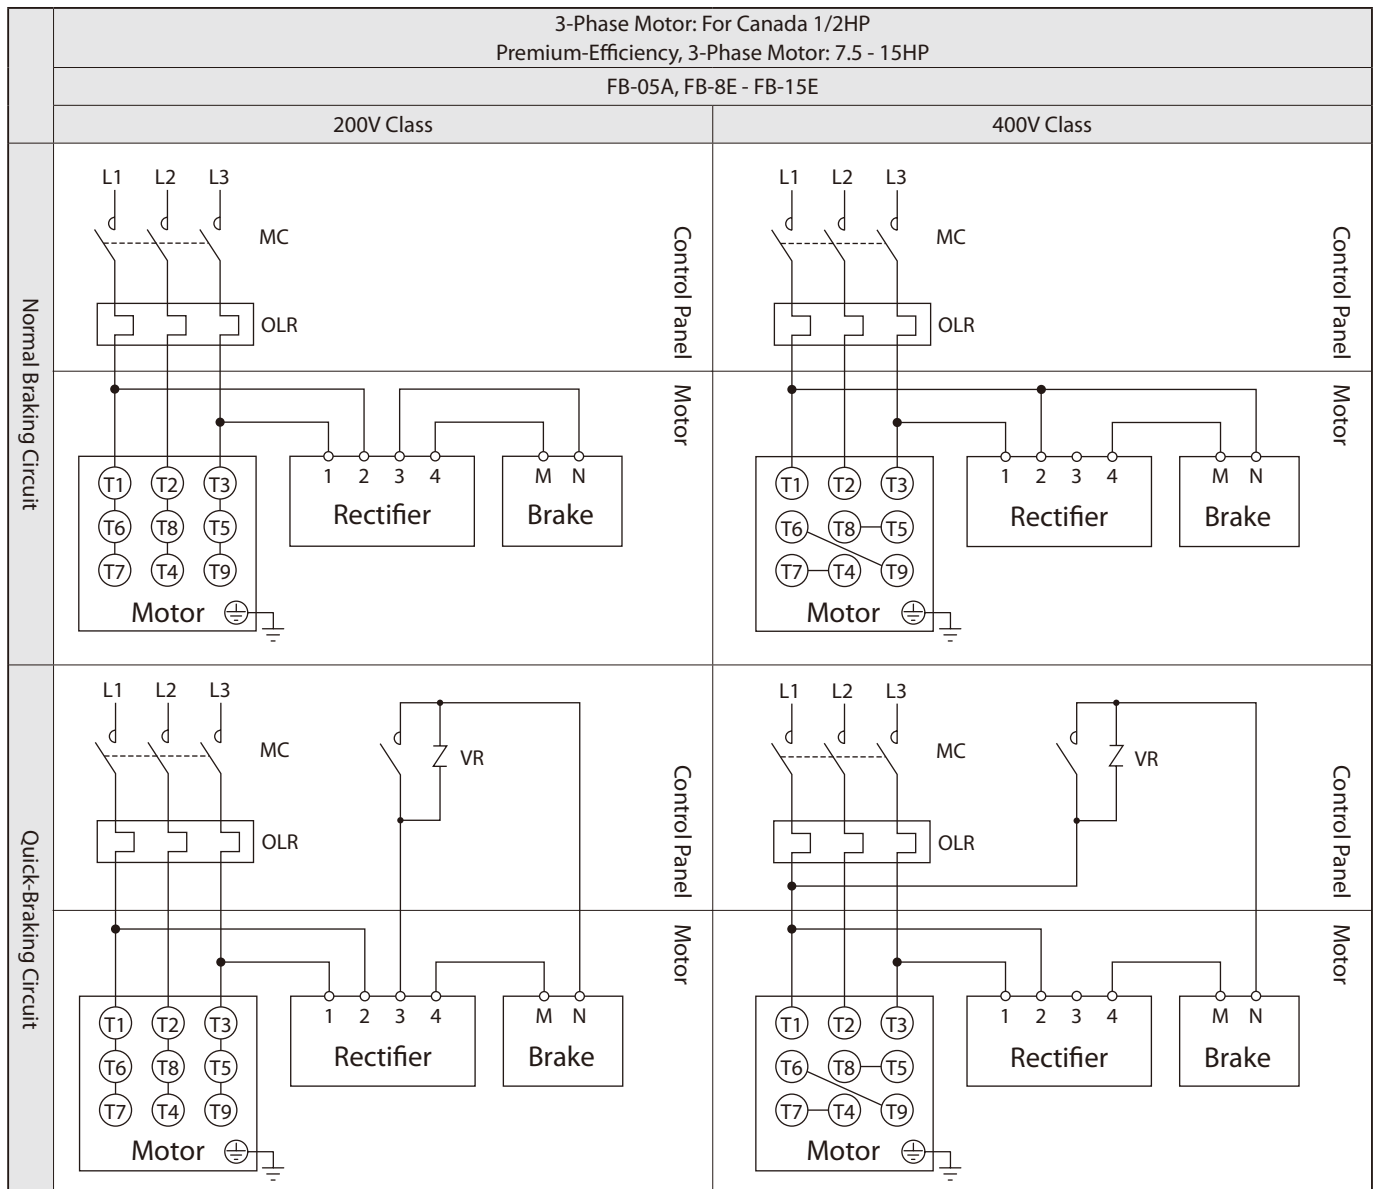 3-Phase Motor: For Canada 1/2HP
Premium-Efficiency, 3-Phase Motor: 7.5 - 15HP
FB-05A, FB-8E - FB-15E
200V Class
400V Class
Normal Braking Circuit
L1 L2 L3
MC
OLR
Control Panel
Motor
T1 T2 T3
T6 T8 T5
T7 T4 T9
Motor
1 2 3 4
Rectifier
M N
Brake
L1 L2 L3
MC
OLR
Control Panel
Motor
T1 T2 T3
T6 T8 T5
T7 T4 T9
Motor
1 2 3 4
Rectifier
M N
Brake
Quick-Braking Circuit
L1 L2 L3
MC
VR
OLR
Control Panel
Motor
T1 T2 T3
T6 T8 T5
T7 T4 T9
Motor
1 2 3 4
Rectifier
M N
Brake
L1 L2 L3
MC
VR
OLR
Control Panel
Motor
T1 T2 T3
T6 T8 T5
T7 T4 T9
Motor
1 2 3 4
Rectifier
M N
Brake